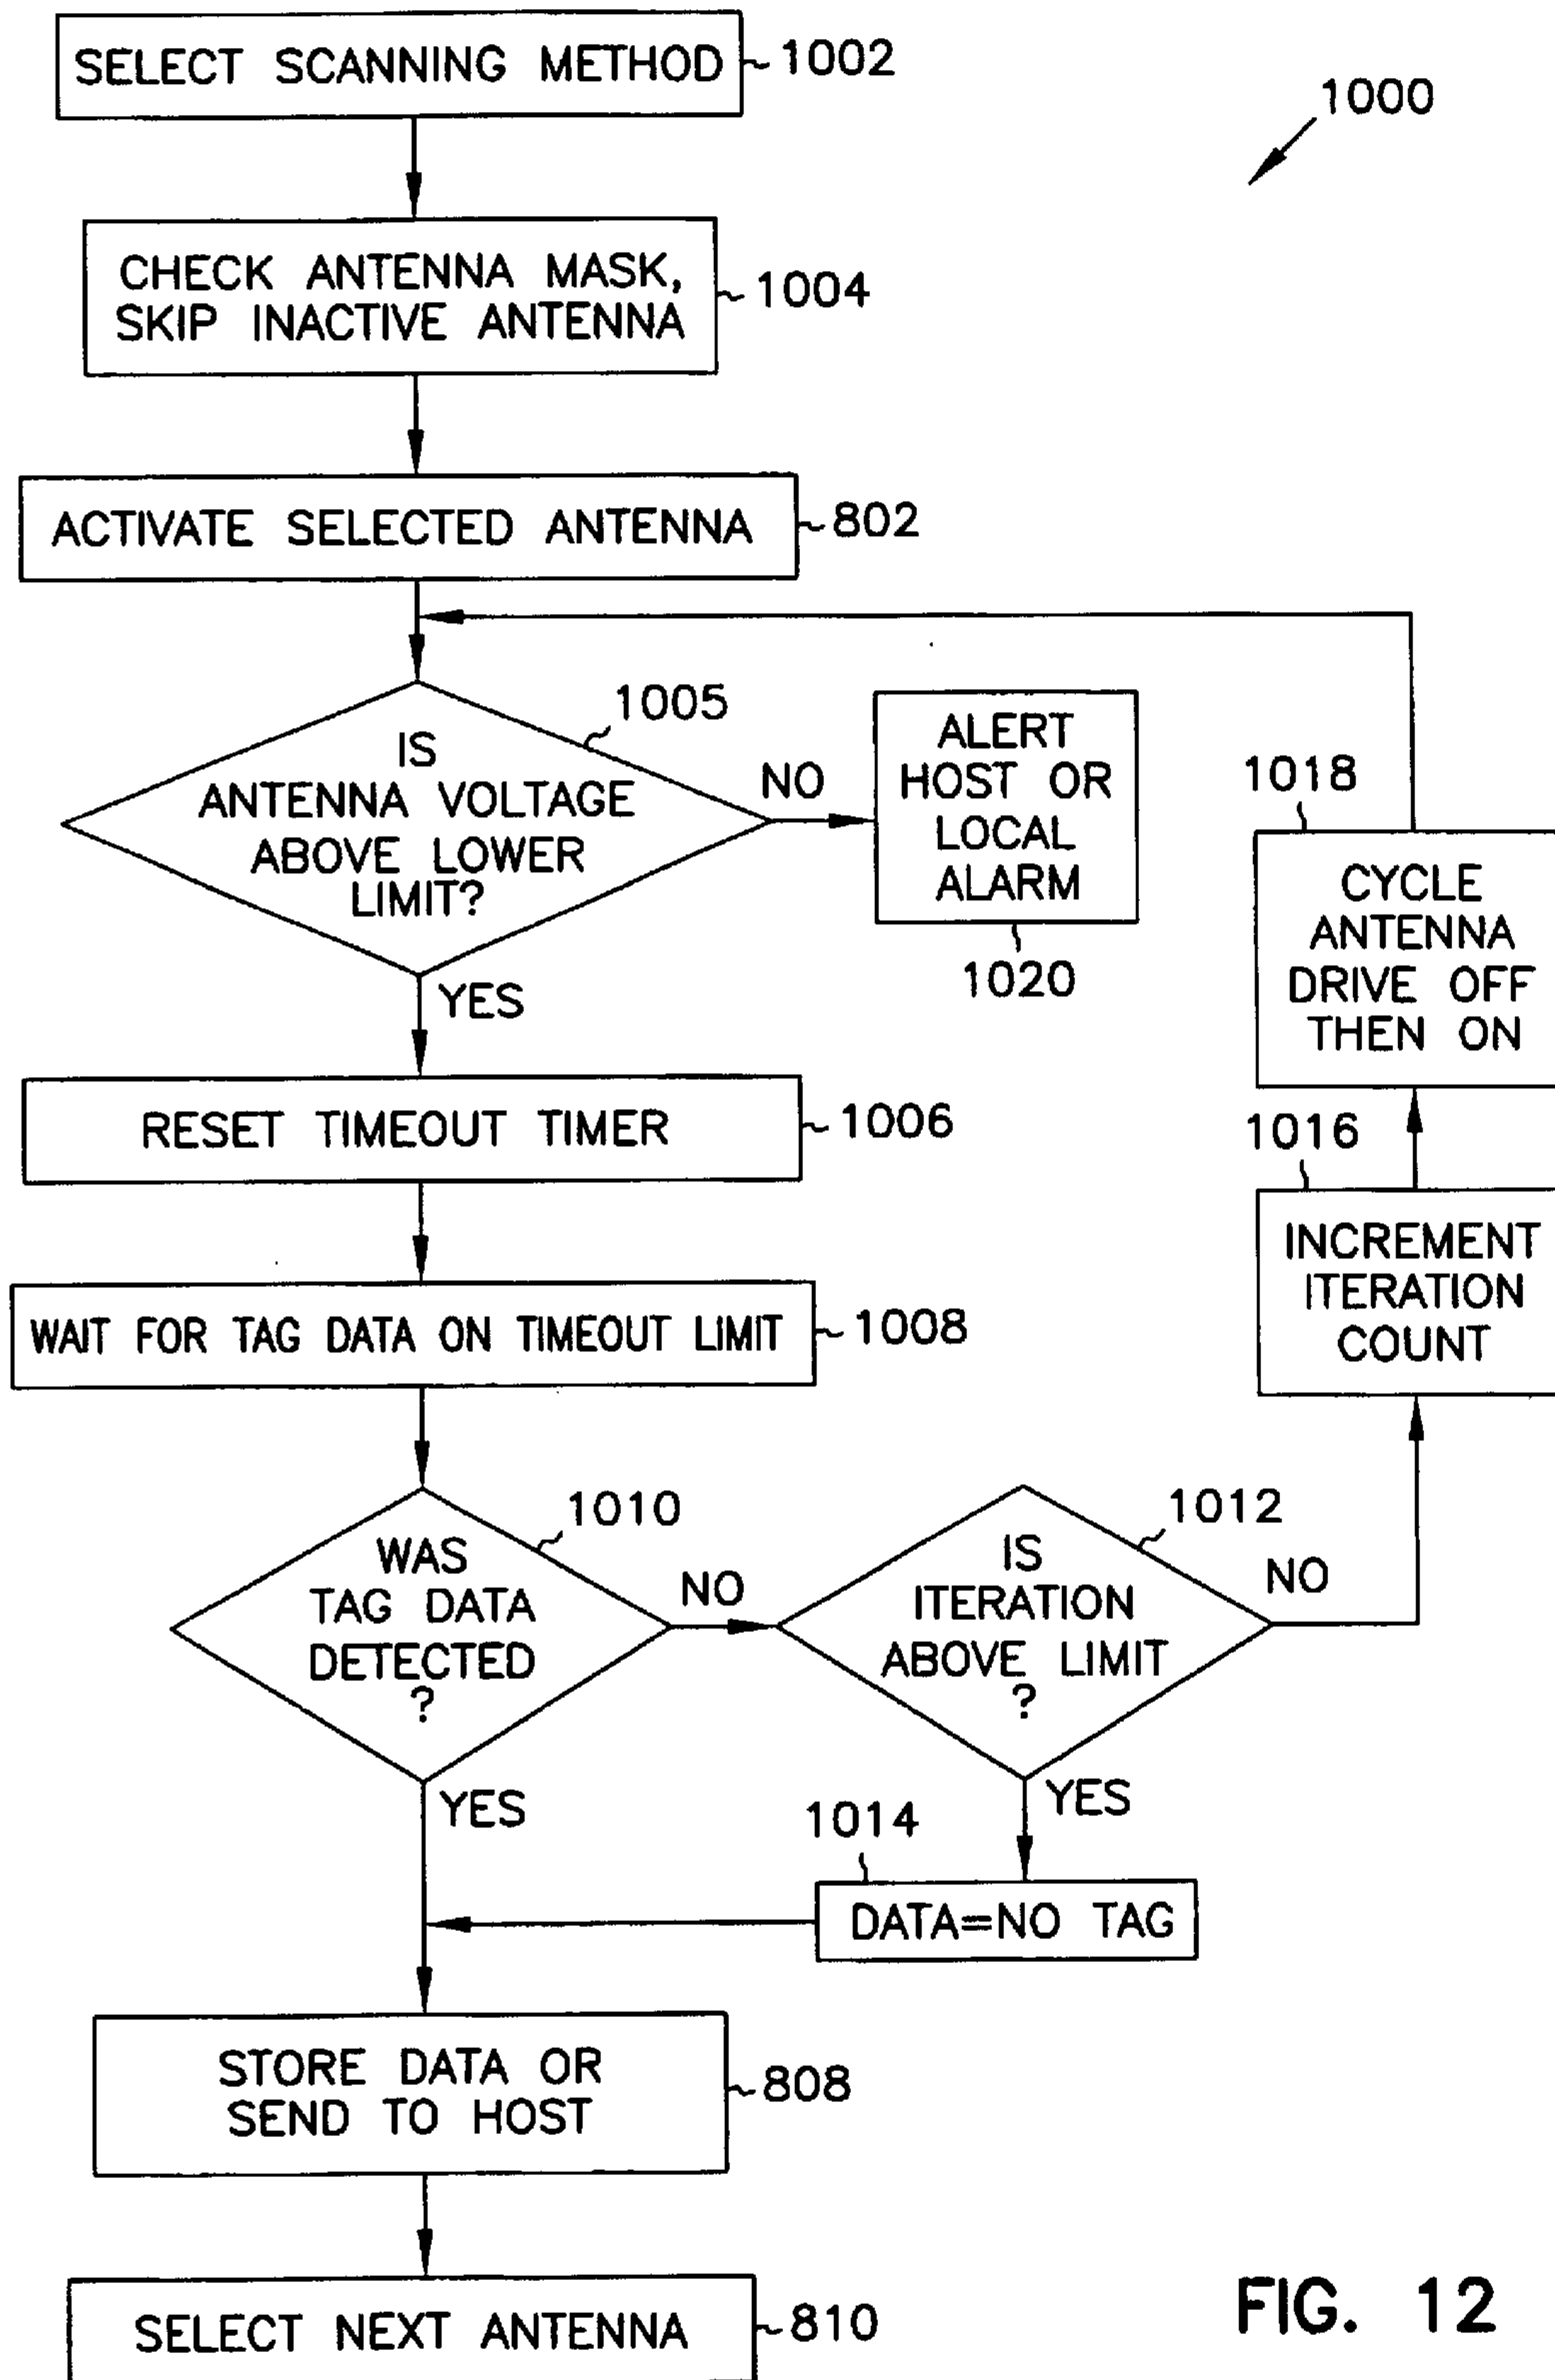 SELECT SCANNING METHOD
1002
1000
CHECK ANTENNA MASK,
SKIP INACTIVE ANTENNA
1004
ACTIVATE SELECTED ANTENNA
802
1005
IS
ANTENNA VOLTAGE
ABOVE LOWER
LIMIT?
NO
YES
ALERT
HOST OR
LOCAL
ALARM
1020
1018
CYCLE
ANTENNA
DRIVE OFF
THEN ON
RESET TIMEOUT TIMER
1006
1016
INCREMENT
ITERATION
COUNT
WAIT FOR TAG DATA ON TIMEOUT LIMIT
1008
1010
WAS
TAG DATA
DETECTED
?
NO
YES
1012
IS
ITERATION
ABOVE LIMIT
?
NO
YES
1014
DATA=NO TAG
STORE DATA OR
SEND TO HOST
808
SELECT NEXT ANTENNA
810
FIG. 12